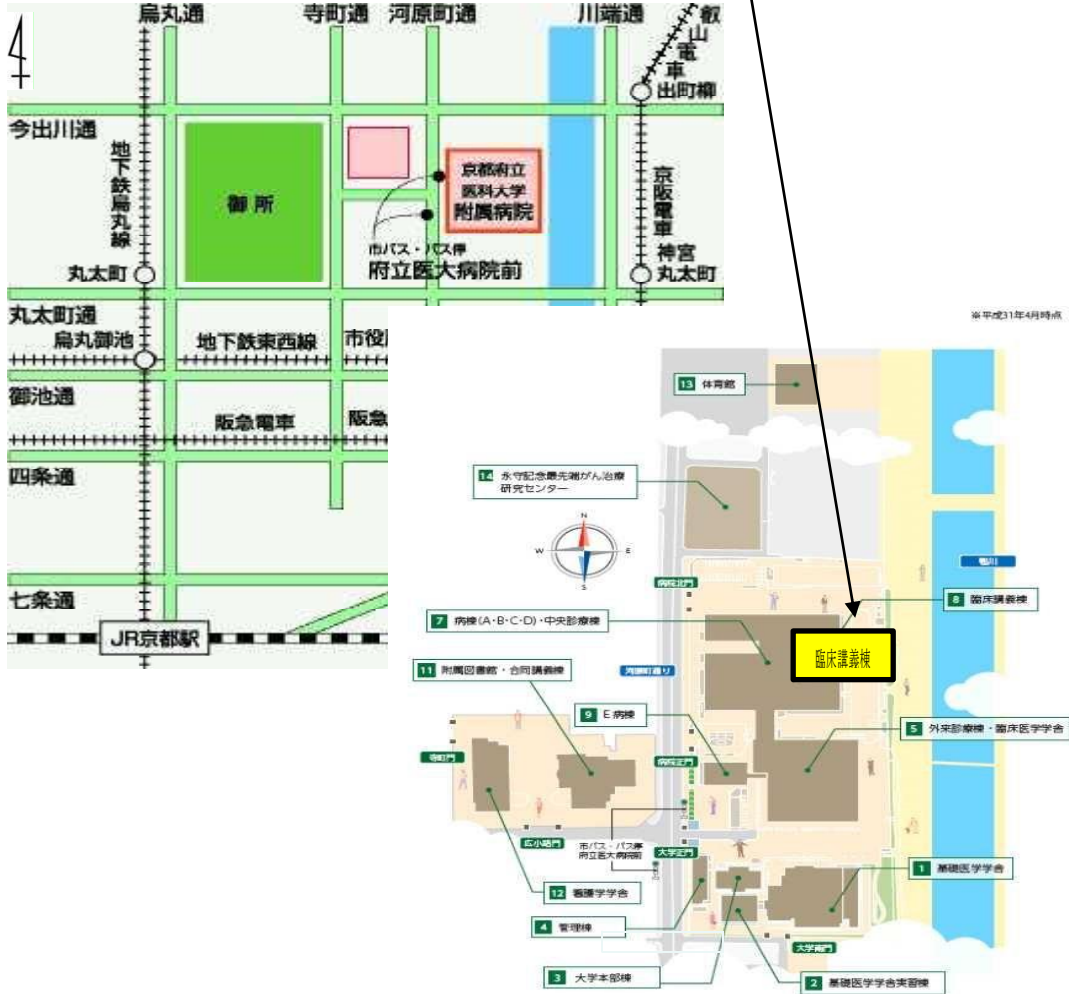 烏丸通
寺町通
河原町通
川端通
叡山電車
出町柳
今出川通
地下鉄烏丸線
御所
京都府立
医科大学
附属病院
京阪電車
市バス・バス停
府立医大病院前
神宮
丸太町
丸太町
丸太町通
烏丸御池
地下鉄東西線
市役
御池通
阪急電車
阪急
四条通
七条通
JR京都駅
※平成31年4月時点
13 体育館
14 永守記念最先端がん治療
研究センター
N
W
E
S
鴨川
病院北門
8 臨床講義棟
7 病棟(A・B・C・D)・中央診療棟
臨床講義棟
11 附属図書館・合同講義棟
河原町通り
9 E病棟
5 外来診療棟・臨床医学学舎
寺町門
病院正門
広小路門
市バス・バス停
府立医大病院前
大学正門
1 基礎医学学舎
12 看護学学舎
4 管理棟
大学南門
3 大学本部棟
2 基礎医学学舎実習棟